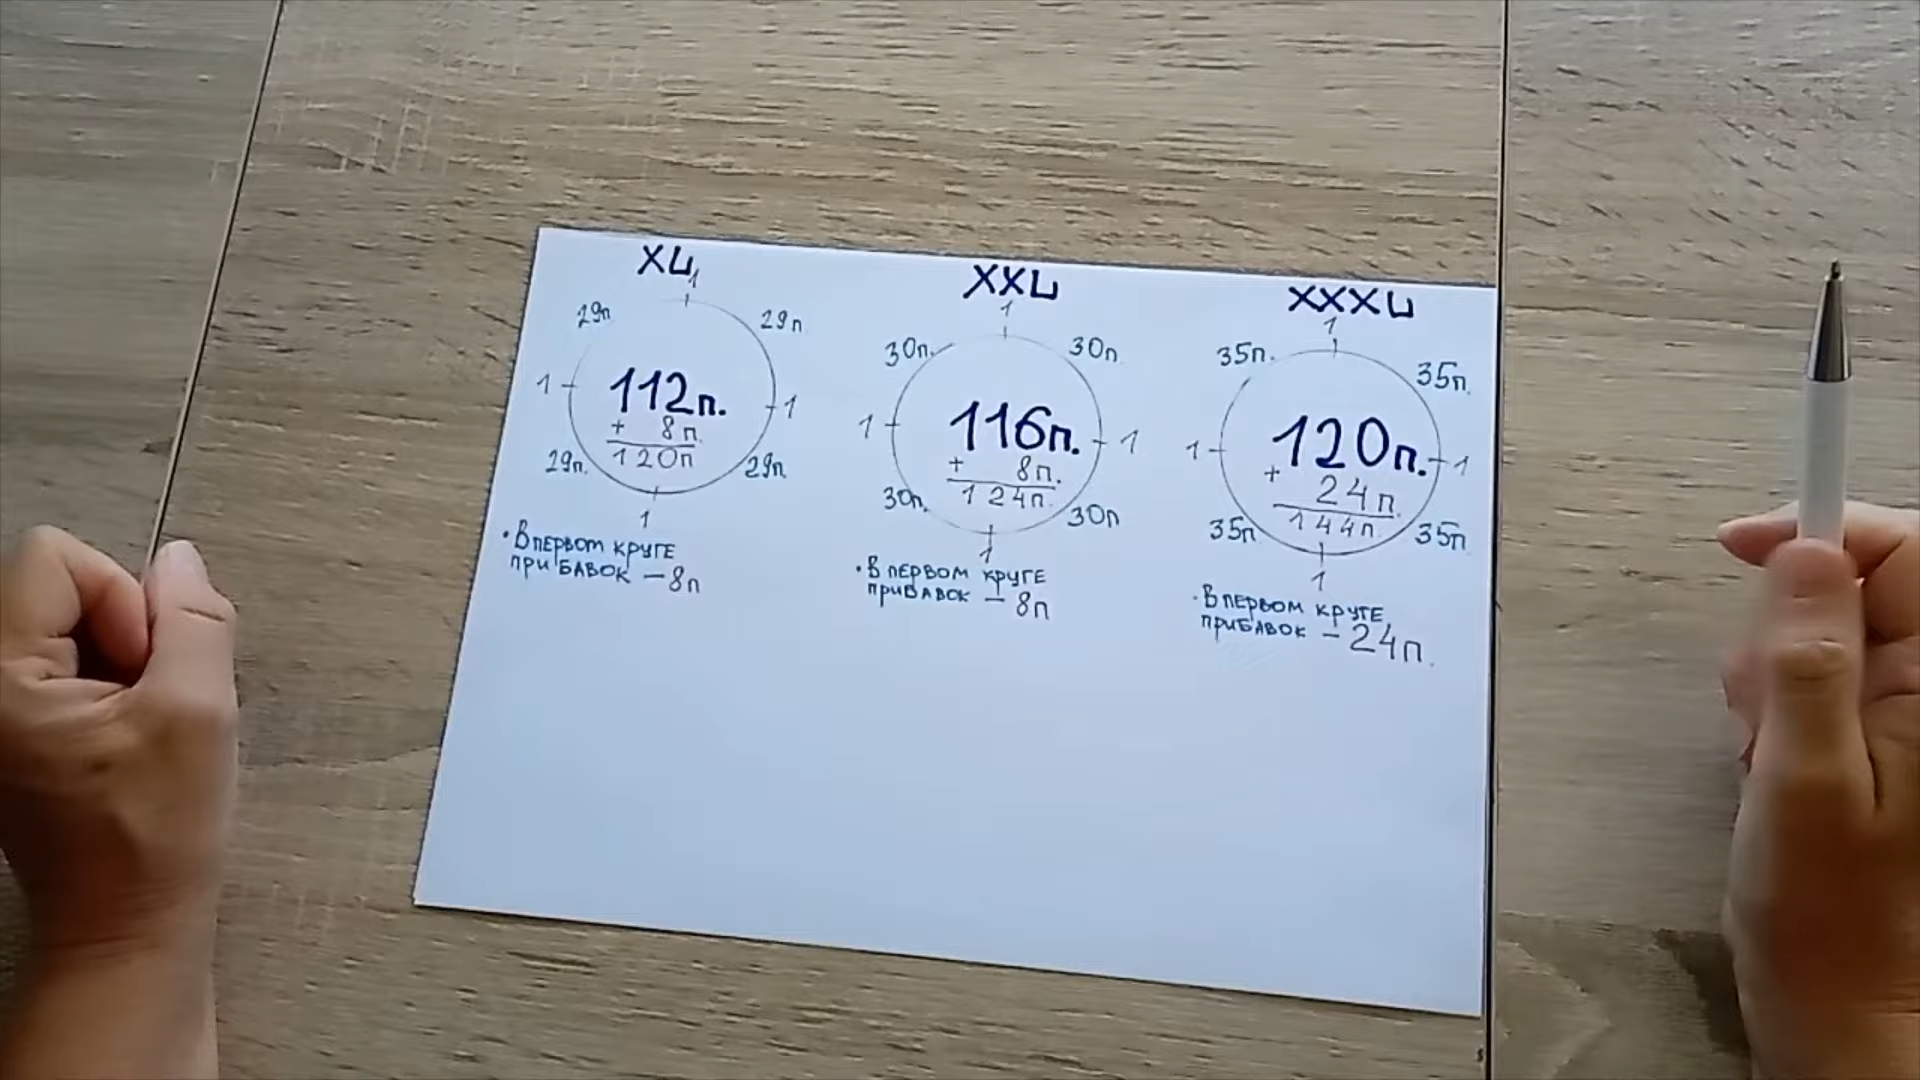 XL
1
29п
29п
1
112п.
1
+ 8п.
120п
29п.
29п.
1
• В первом круге
прибавок – 8п
XXL
1
30п.
30п.
1
116п.
1
+ 8п.
124п.
30п.
30п
1
• В первом круге
прибавок – 8п
XXXL
1
35п.
35п.
1
120п.
1
+ 24п.
144п.
35п.
35п.
1
• В первом круге
прибавок – 24п.